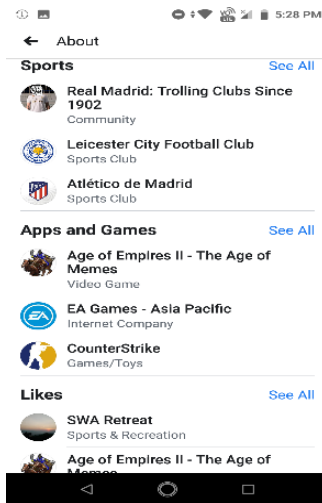 5:28 PM
About
Sports
See All
Real Madrid: Trolling Clubs Since
1902
Community
Leicester City Football Club
Sports Club
Atlético de Madrid
Sports Club
Apps and Games
See All
Age of Empires II - The Age of
Memes
Video Game
EA Games - Asia Pacific
Internet Company
CounterStrike
Games/Toys
Likes
See All
SWA Retreat
Sports & Recreation
Age of Empires II - The Age of
Memes